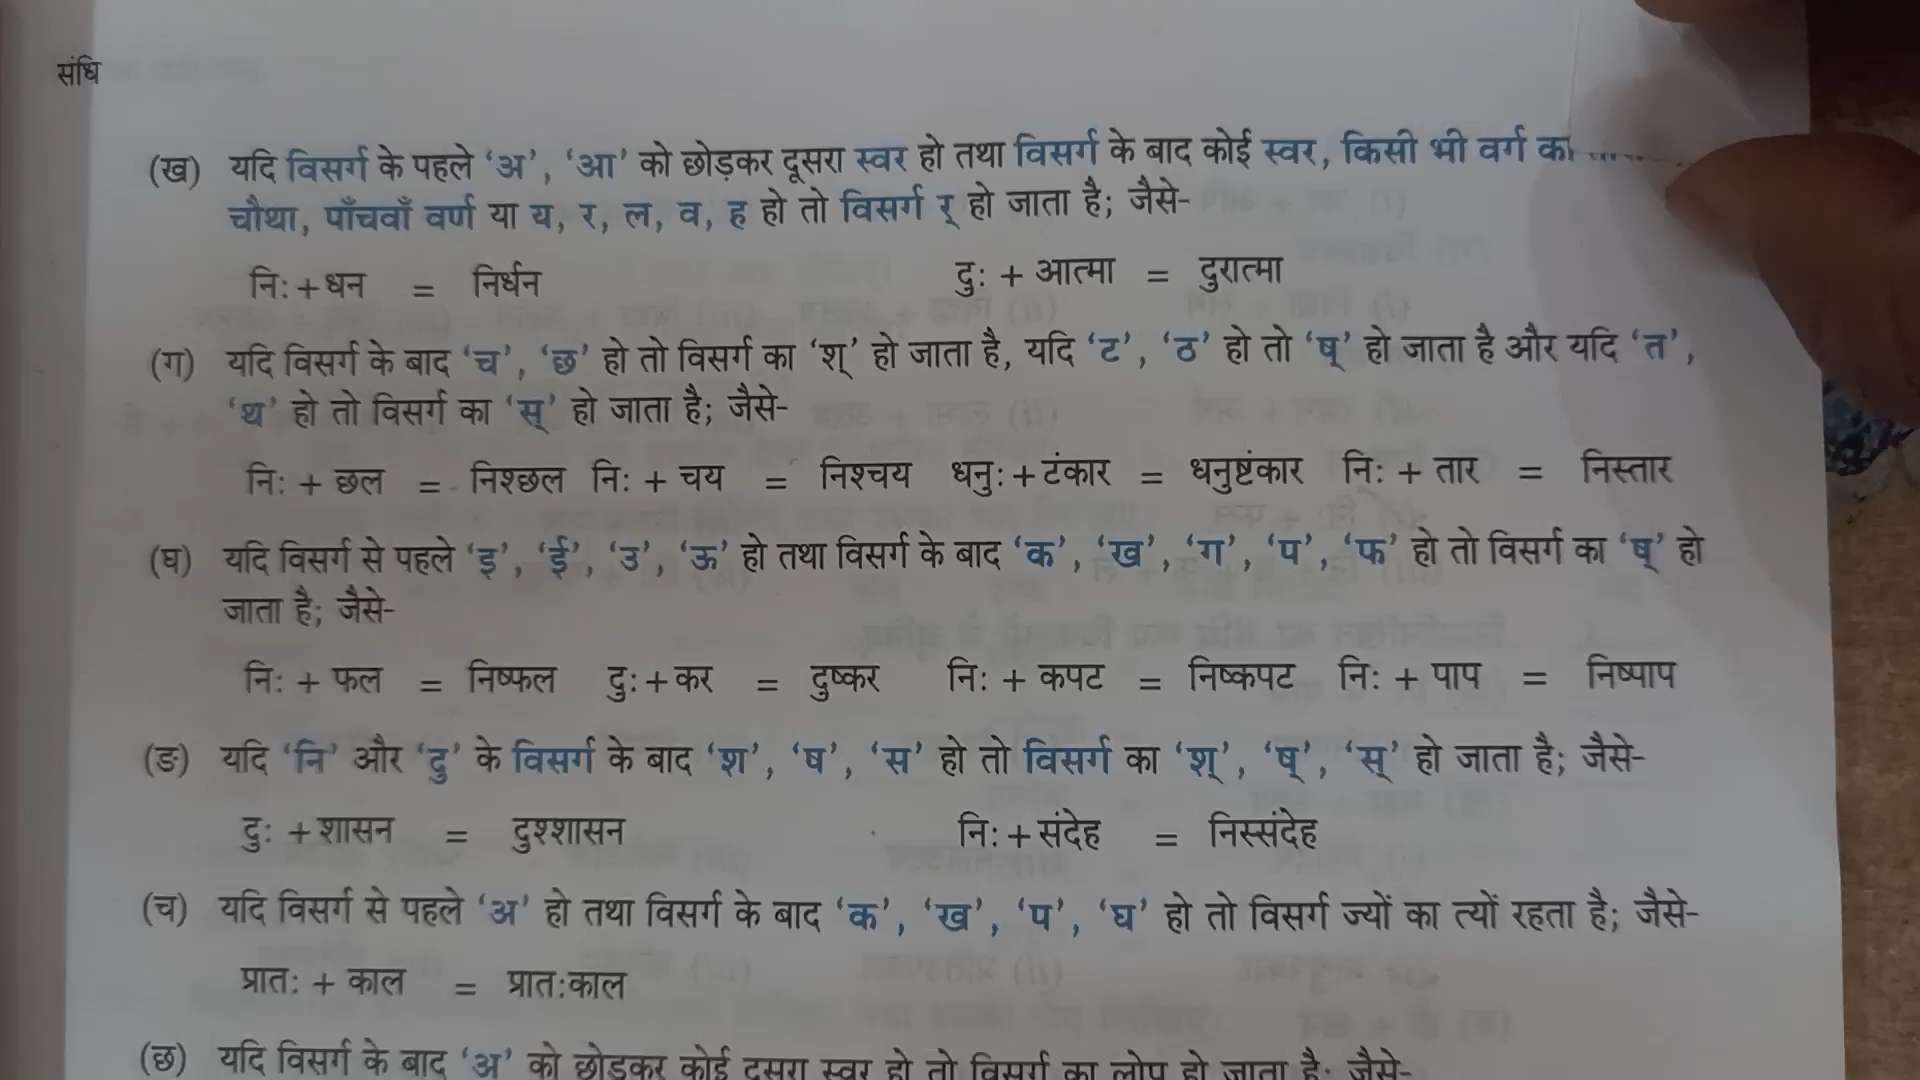 संधि
(ख) यदि विसर्ग के पहले ‘अ’, ‘आ’ को छोड़कर दूसरा स्वर हो तथा विसर्ग के बाद कोई स्वर, किसी भी वर्ग का
चौथा, पाँचवाँ वर्ण या य, र, ल, व, ह हो तो विसर्ग र् हो जाता है; जैसे-
नि: + धन = निर्धन दु: + आत्मा = दुरात्मा
(ग) यदि विसर्ग के बाद ‘च’, ‘छ’ हो तो विसर्ग का ‘श्’ हो जाता है, यदि ‘ट’, ‘ठ’ हो तो ‘ष्’ हो जाता है और यदि ‘त’,
‘थ’ हो तो विसर्ग का ‘स्’ हो जाता है; जैसे-
नि: + छल = निश्छल नि: + चय = निश्चय धनु: + टंकार = धनुष्टंकार नि: + तार = निस्तार
(घ) यदि विसर्ग से पहले ‘इ’, ‘ई’, ‘उ’, ‘ऊ’ हो तथा विसर्ग के बाद ‘क’, ‘ख’, ‘ग’, ‘प’, ‘फ’ हो तो विसर्ग का ‘ष्’ हो
जाता है; जैसे-
नि: + फल = निष्फल दु: + कर = दुष्कर नि: + कपट = निष्कपट नि: + पाप = निष्पाप
(ङ) यदि ‘नि’ और ‘दु’ के विसर्ग के बाद ‘श’, ‘ष’, ‘स’ हो तो विसर्ग का ‘श्’, ‘ष्’, ‘स्’ हो जाता है; जैसे-
दु: + शासन = दुश्शासन नि: + संदेह = निस्संदेह
(च) यदि विसर्ग से पहले ‘अ’ हो तथा विसर्ग के बाद ‘क’, ‘ख’, ‘प’, ‘घ’ हो तो विसर्ग ज्यों का त्यों रहता है; जैसे-
प्रात: + काल = प्रात:काल
(छ) यदि विसर्ग के बाद ‘अ’ को छोड़कर कोई दूसरा स्वर हो तो विसर्ग का लोप हो जाता है; जैसे-